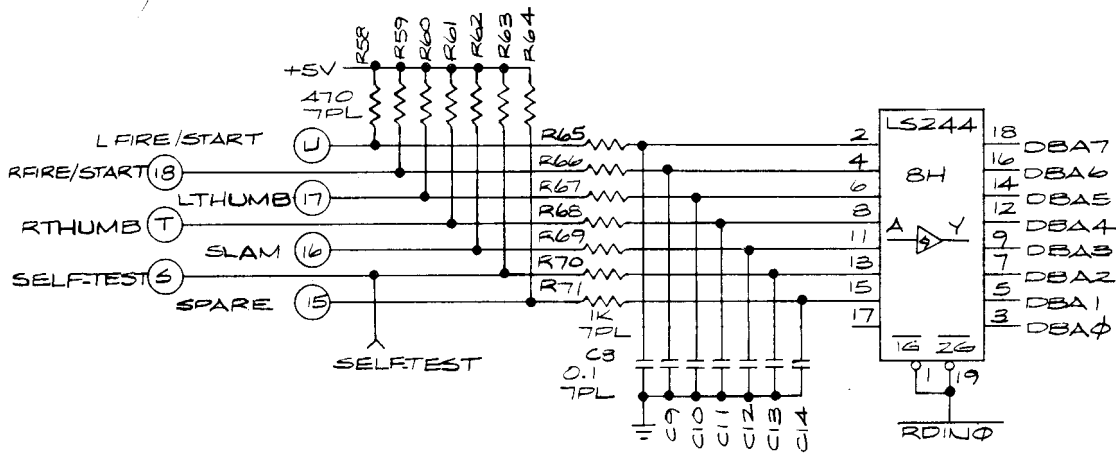 R58
R59
R60
R61
R62
R63
R64
+5V
470
7PL
L FIRE/START U
RFIRE/START 18
LTHUMB 17
RTHUMB T
SLAM 16
SELF-TEST S
SPARE 15
SELF-TEST
R65
R66
R67
R68
R69
R70
R71
1K
7PL
C8
0.1
7PL
C9
C10
C11
C12
C13
C14
LS244
8H
A Y
1G 2G
2
4
6
8
11
13
15
17
18 DBA7
16 DBA6
14 DBA5
12 DBA4
9 DBA3
7 DBA2
5 DBA1
3 DBAØ
1 19
RDINØ